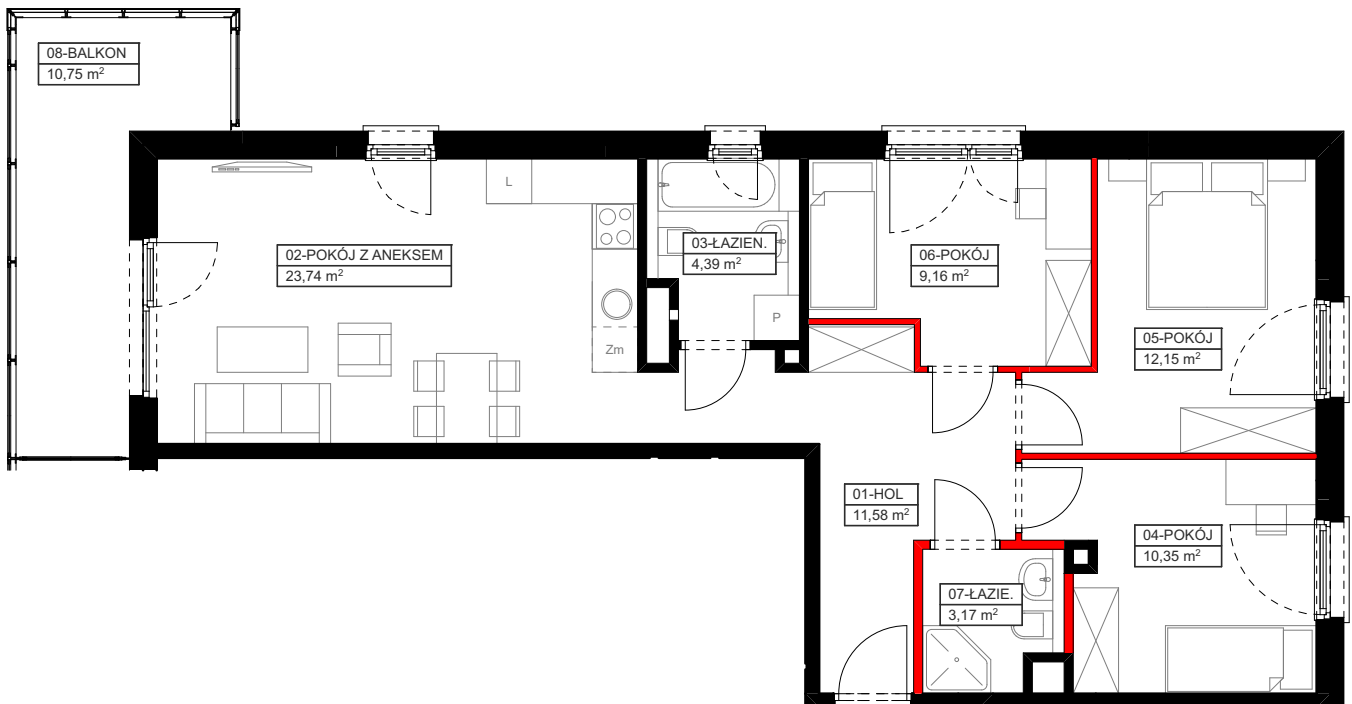 08-BALKON
10,75 m²
L
02-POKÓJ Z ANEKSEM
23,74 m²
03-ŁAZIEN.
4,39 m²
06-POKÓJ
9,16 m²
P
Zm
05-POKÓJ
12,15 m²
01-HOL
11,58 m²
04-POKÓJ
10,35 m²
07-ŁAZIE.
3,17 m²